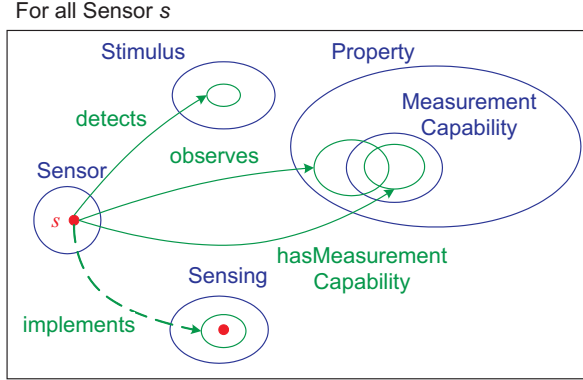 For all Sensor s
Stimulus
Property
detects
Measurement
Capability
observes
Sensor
s
hasMeasurement
Capability
Sensing
implements